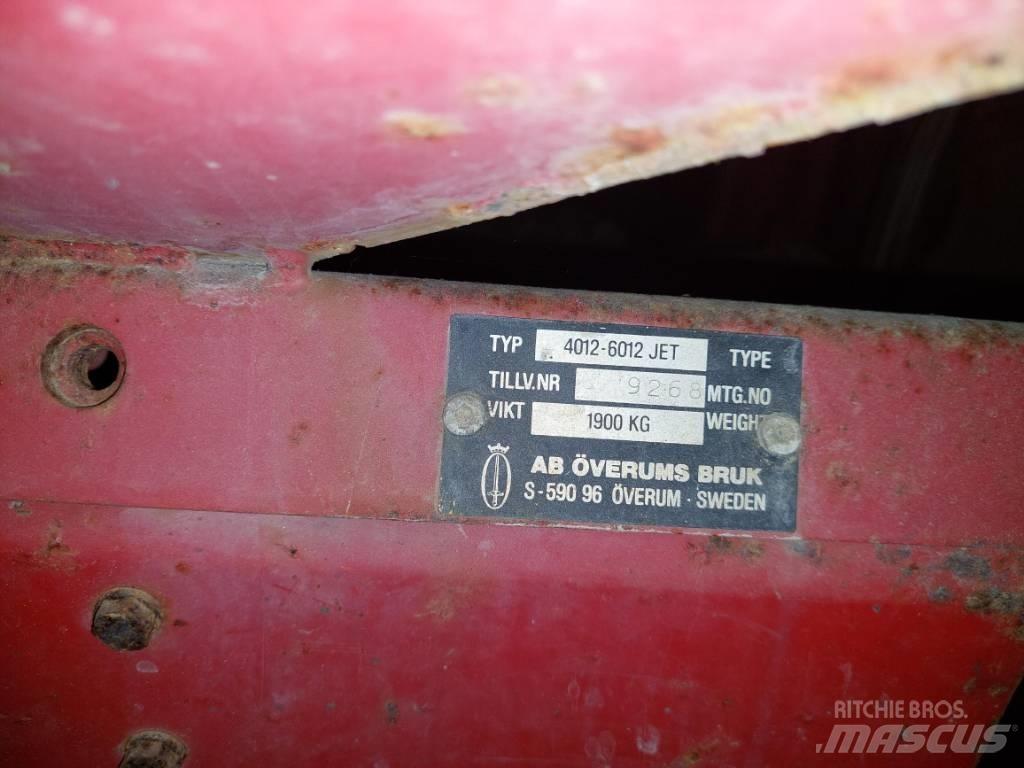 TYP 4012-6012 JET TYPE
TILLV.NR 9268 MTG.NO
VIKT 1900 KG WEIGHT
AB ÖVERUMS BRUK
S-590 96 ÖVERUM · SWEDEN
RITCHIE BROS.
MASCUS